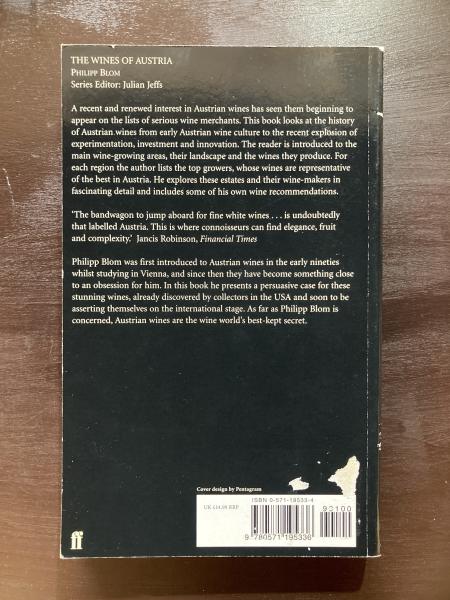 THE WINES OF AUSTRIA
PHILIPP BLOM
Series Editor: Julian Jeffs
A recent and renewed interest in Austrian wines has seen them beginning to
appear on the lists of serious wine merchants. This book looks at the history
of Austrian wines from early Austrian wine culture to the recent explosion of
experimentation, investment and innovation. The reader is introduced to the
main wine-growing areas, their landscape and the wines they produce. For
each region the author lists the top growers, whose wines are representative
of the best in Austria. He explores these estates and their wine-makers in
fascinating detail and includes some of his own wine recommendations.
'The bandwagon to jump aboard for fine white wines . . . is undoubtedly
that labelled Austria. This is where connoisseurs can find elegance, fruit
and complexity.' Jancis Robinson, Financial Times
Philipp Blom was first introduced to Austrian wines in the early nineties
whilst studying in Vienna, and since then they have become something close
to an obsession for him. In this book he presents a persuasive case for these
stunning wines, already discovered by collectors in the USA and soon to be
asserting themselves on the international stage. As far as Philipp Blom is
concerned, Austrian wines are the wine world's best-kept secret.
Cover design by Pentagram
ISBN 0-571-19533-4
UK £14.99 RRP
92100
9 780571 195336
ff